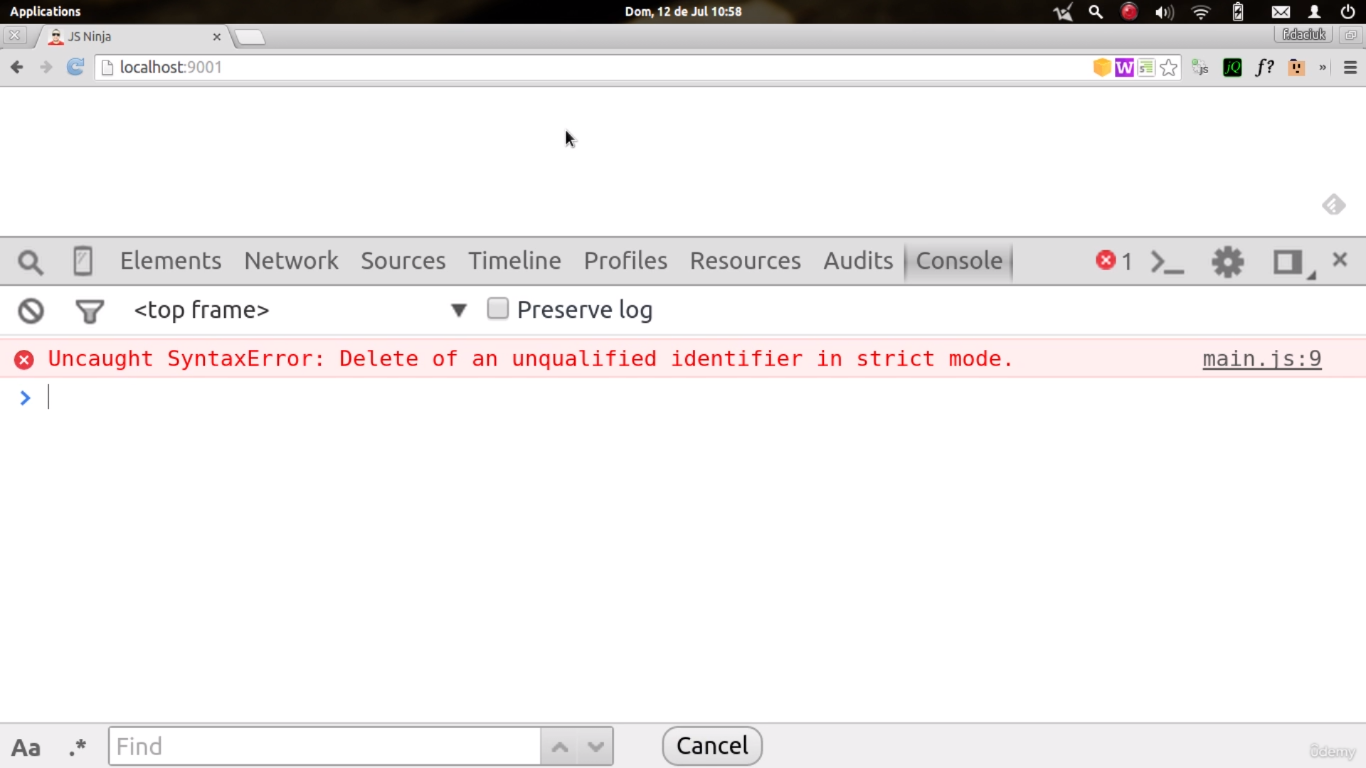 Applications
Dom, 12 de Jul 10:58
JS Ninja
f.daciuk
localhost:9001
W
js
jQ
f?
»
Elements Network Sources Timeline Profiles Resources Audits Console
1
<top frame>
Preserve log
Uncaught SyntaxError: Delete of an unqualified identifier in strict mode.
main.js:9
Aa
.*
Find
Cancel
ûdemy